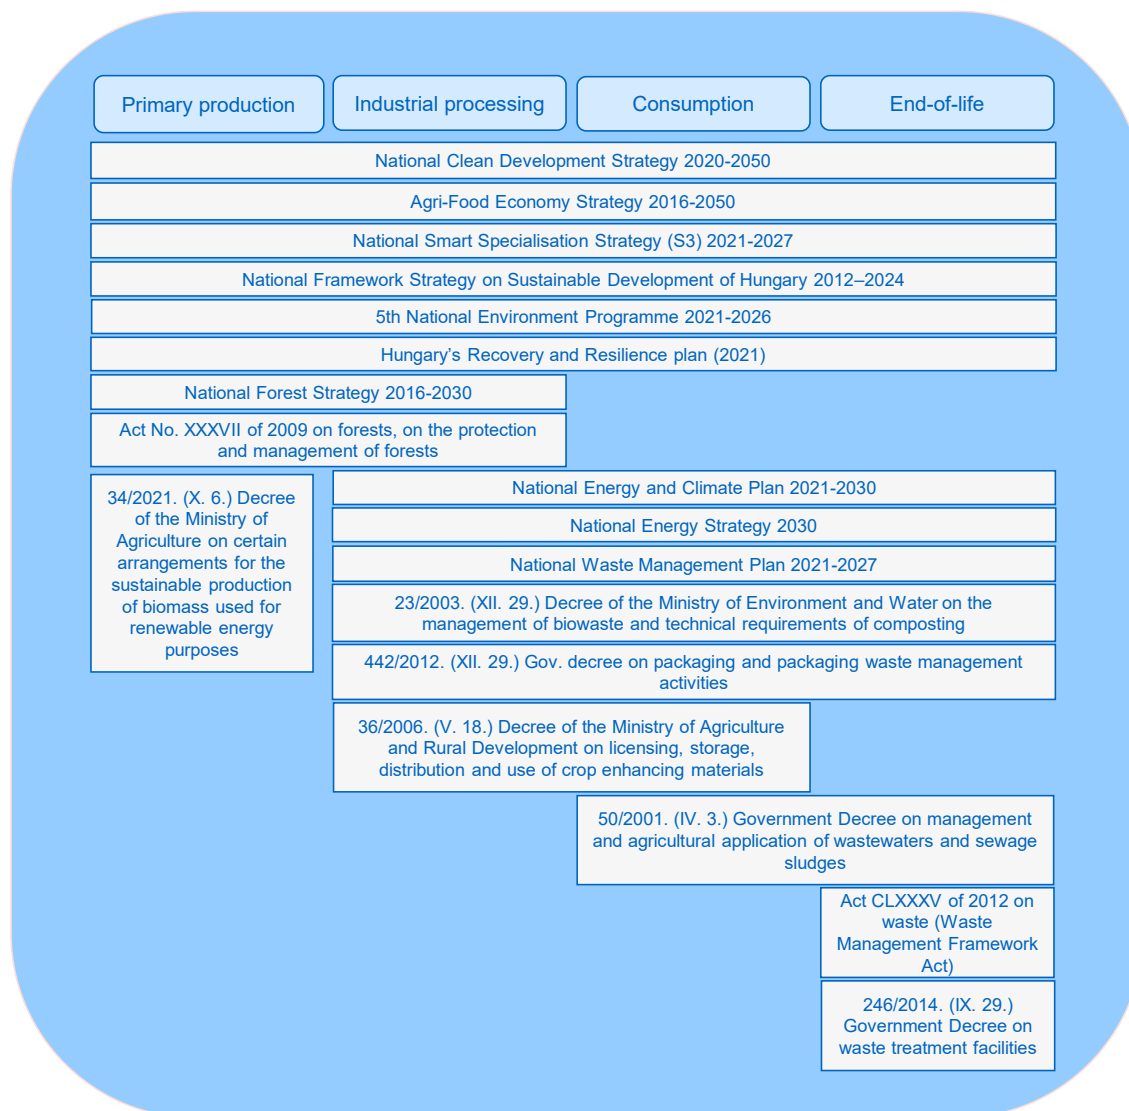 Primary production
Industrial processing
Consumption
End-of-life
National Clean Development Strategy 2020-2050
Agri-Food Economy Strategy 2016-2050
National Smart Specialisation Strategy (S3) 2021-2027
National Framework Strategy on Sustainable Development of Hungary 2012–2024
5th National Environment Programme 2021-2026
Hungary's Recovery and Resilience plan (2021)
National Forest Strategy 2016-2030
Act No. XXXVII of 2009 on forests, on the protection
and management of forests
34/2021. (X. 6.) Decree
of the Ministry of
Agriculture on certain
arrangements for the
sustainable production
of biomass used for
renewable energy
purposes
National Energy and Climate Plan 2021-2030
National Energy Strategy 2030
National Waste Management Plan 2021-2027
23/2003. (XII. 29.) Decree of the Ministry of Environment and Water on the
management of biowaste and technical requirements of composting
442/2012. (XII. 29.) Gov. decree on packaging and packaging waste management
activities
36/2006. (V. 18.) Decree of the Ministry of Agriculture
and Rural Development on licensing, storage,
distribution and use of crop enhancing materials
50/2001. (IV. 3.) Government Decree on management
and agricultural application of wastewaters and sewage
sludges
Act CLXXXV of 2012 on
waste (Waste
Management Framework
Act)
246/2014. (IX. 29.)
Government Decree on
waste treatment facilities